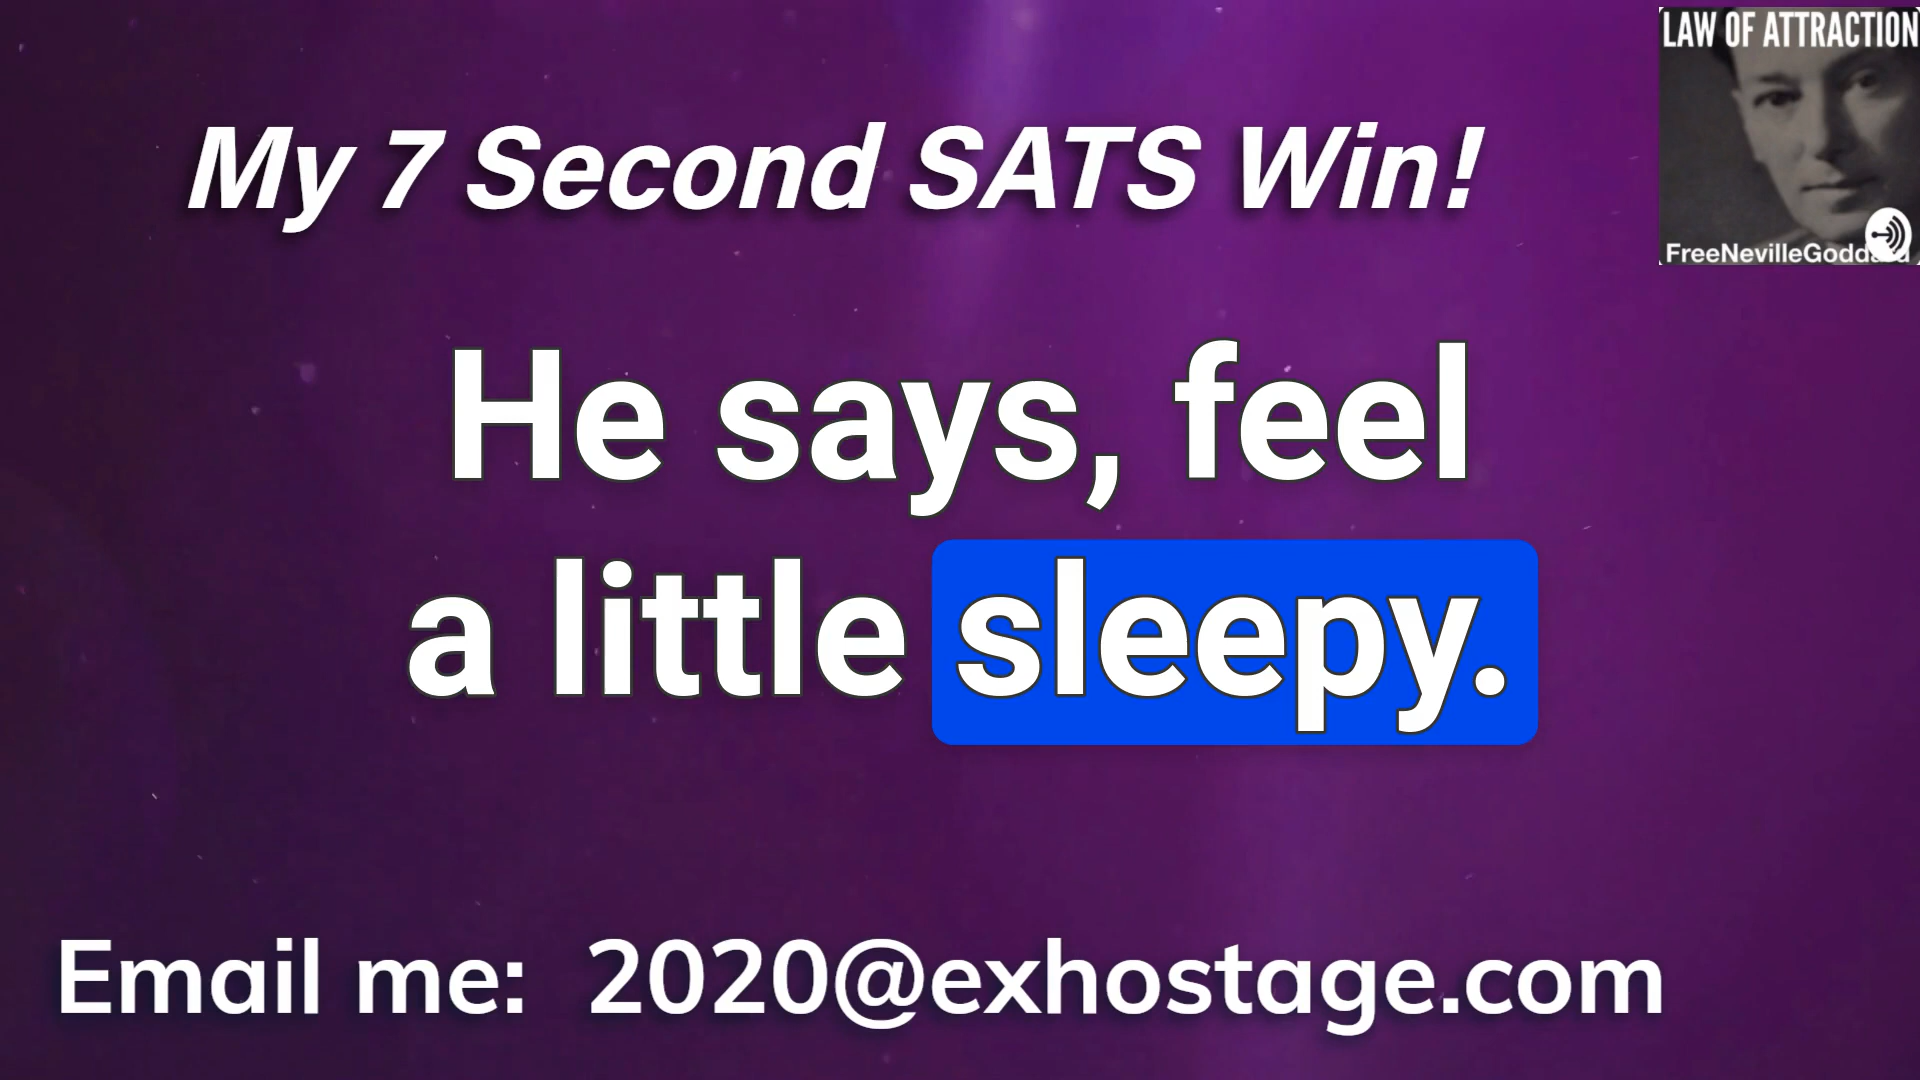 LAW OF ATTRACTION
My 7 Second SATS Win!
He says, feel
a little sleepy.
Email me: 2020@exhostage.com